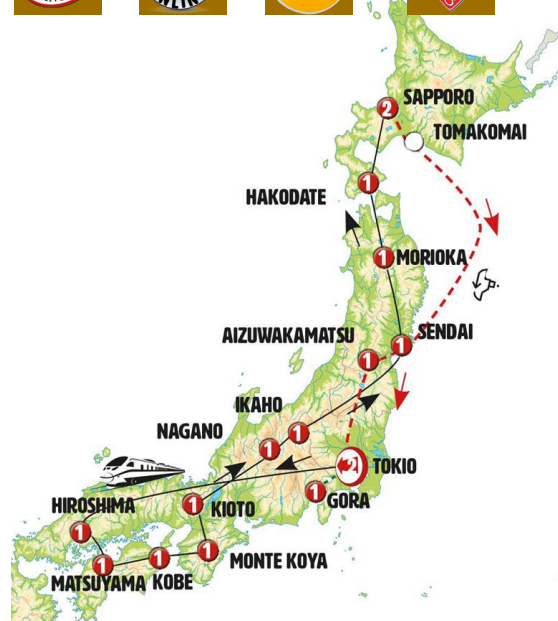 2 SAPPORO
TOMAKOMAI
1
HAKODATE
1 MORIOKA
SENDAI
AIZUWAKAMATSU
1
1
IKAHO
NAGANO
1
1
2 TOKIO
1
GORA
HIROSHIMA
1 KIOTO
1
1
MONTE KOYA
1
1
MATSUYAMA KOBE